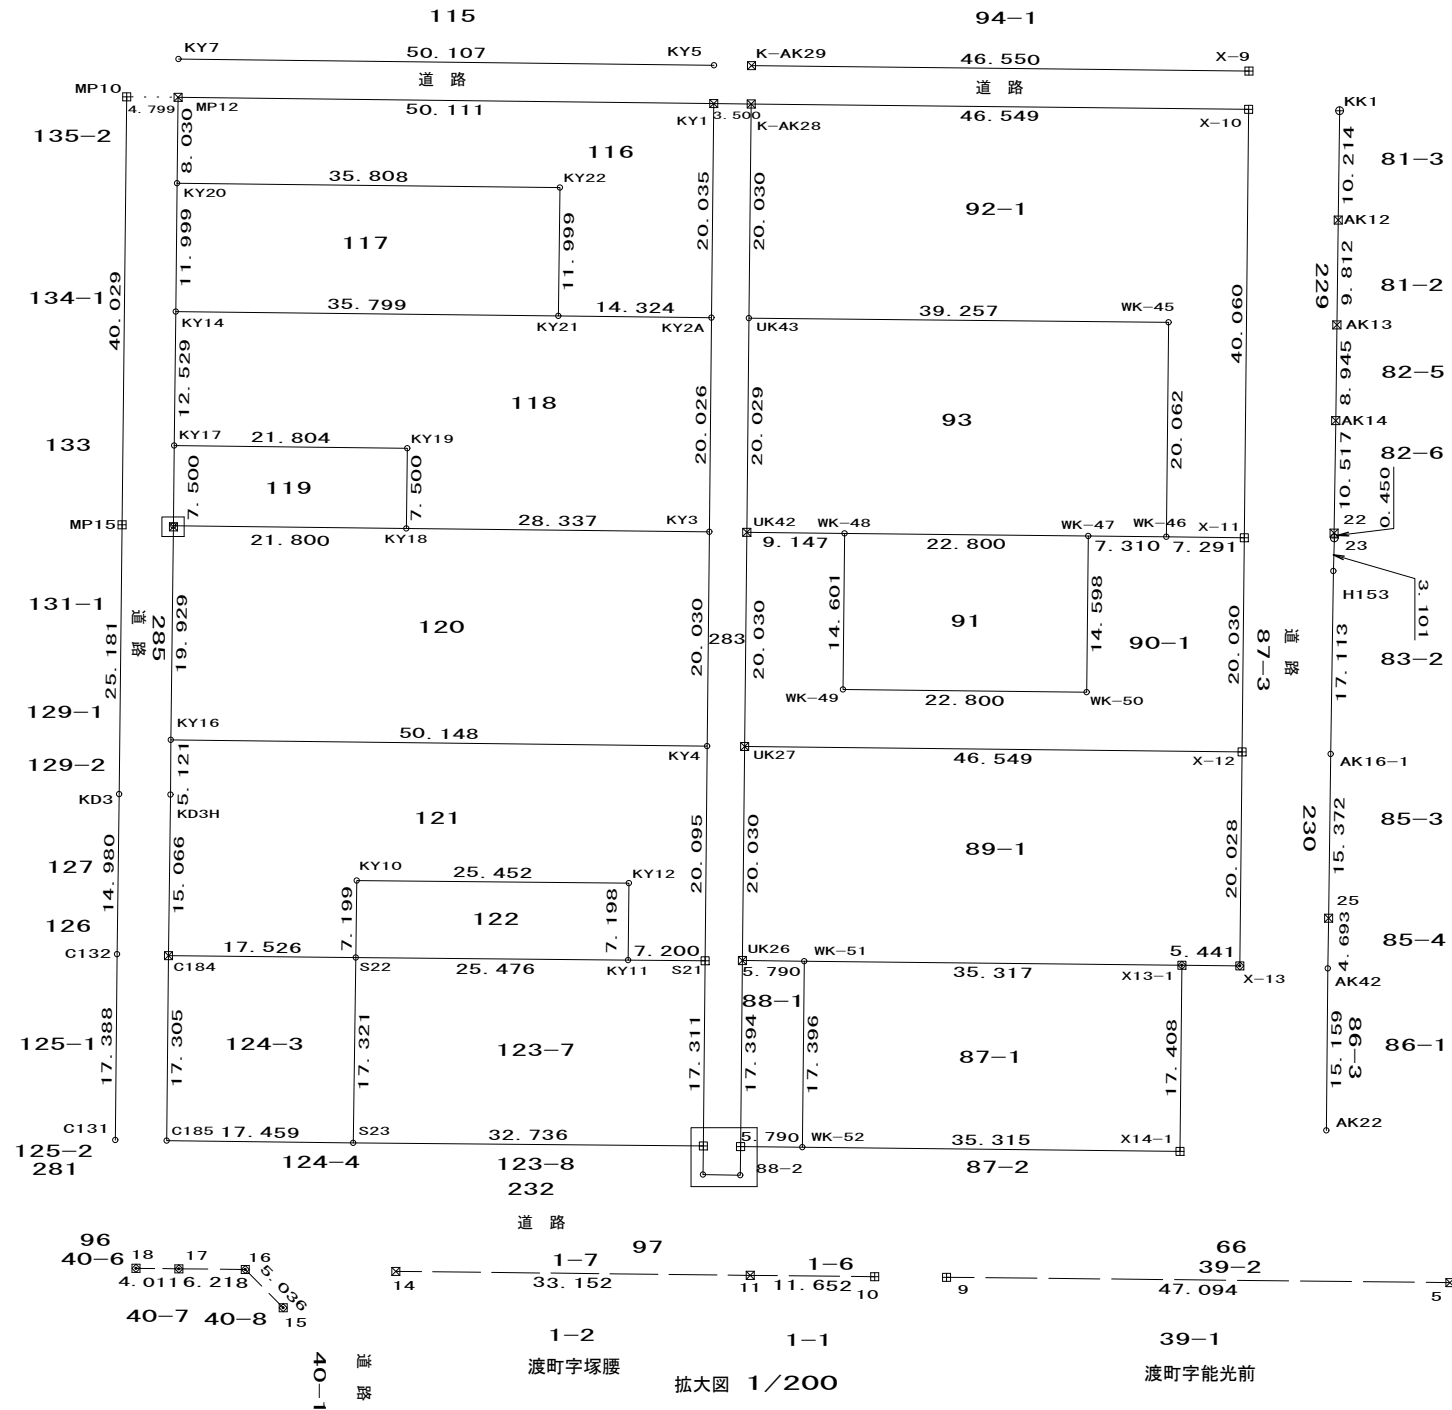 115
94-1
KY7
50.107
KY5
K-AK29
46.550
X-9
道 路
道 路
MP10
4.799
MP12
50.111
KY1
3.500
K-AK28
46.549
X-10
KK1
135-2
8.030
116
10.214
81-3
KY20
35.808
KY22
20.035
20.030
92-1
AK12
11.999
117
11.999
229
9.812
81-2
134-1
40.029
35.799
14.324
39.257
WK-45
40.060
KY14
KY21
KY2A
UK43
AK13
12.529
118
20.026
20.029
93
20.062
8.945
82-5
AK14
133
KY17
21.804
KY19
10.517
82-6
7.500
119
7.500
0.450
MP15
21.800
KY18
28.337
KY3
UK42
9.147
WK-48
22.800
WK-47
7.310
WK-46
7.291
X-11
22
23
3.101
H153
131-1
道 路
285
19.929
120
20.030
283
20.030
14.601
91
14.598
90-1
20.030
87-3
道 路
17.113
83-2
25.181
WK-49
22.800
WK-50
129-1
KY16
50.148
KY4
UK27
46.549
X-12
AK16-1
129-2
5.121
KD3
KD3H
121
20.095
20.030
89-1
20.028
230
15.372
85-3
127
14.980
15.066
KY10
25.452
KY12
7.199
122
7.198
25
126
17.526
7.200
4.693
85-4
C132
C184
S22
25.476
KY11
S21
UK26
5.790
WK-51
35.317
5.441
X13-1
X-13
AK42
88-1
125-1
17.388
17.305
124-3
17.321
123-7
17.311
17.394
17.396
87-1
17.408
15.159
86-3
86-1
C131
C185
17.459
S23
32.736
5.790
WK-52
35.315
X14-1
AK22
125-2
281
124-4
123-8
88-2
87-2
232
道 路
96
40-6
18
17
16
4.011
6.218
5.036
15
40-7
40-8
14
1-7
33.152
97
11
1-6
11.652
10
66
39-2
9
47.094
5
1-2
1-1
39-1
渡町字塚腰
拡大図 1/200
渡町字能光前
40-1
道 路